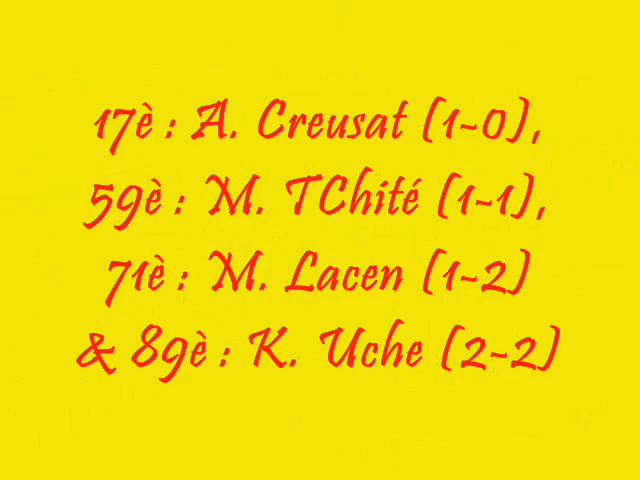 17è : A. Creusat (1-0),
59è : M. TChité (1-1),
71è : M. Lacen (1-2)
& 89è : K. Uche (2-2)